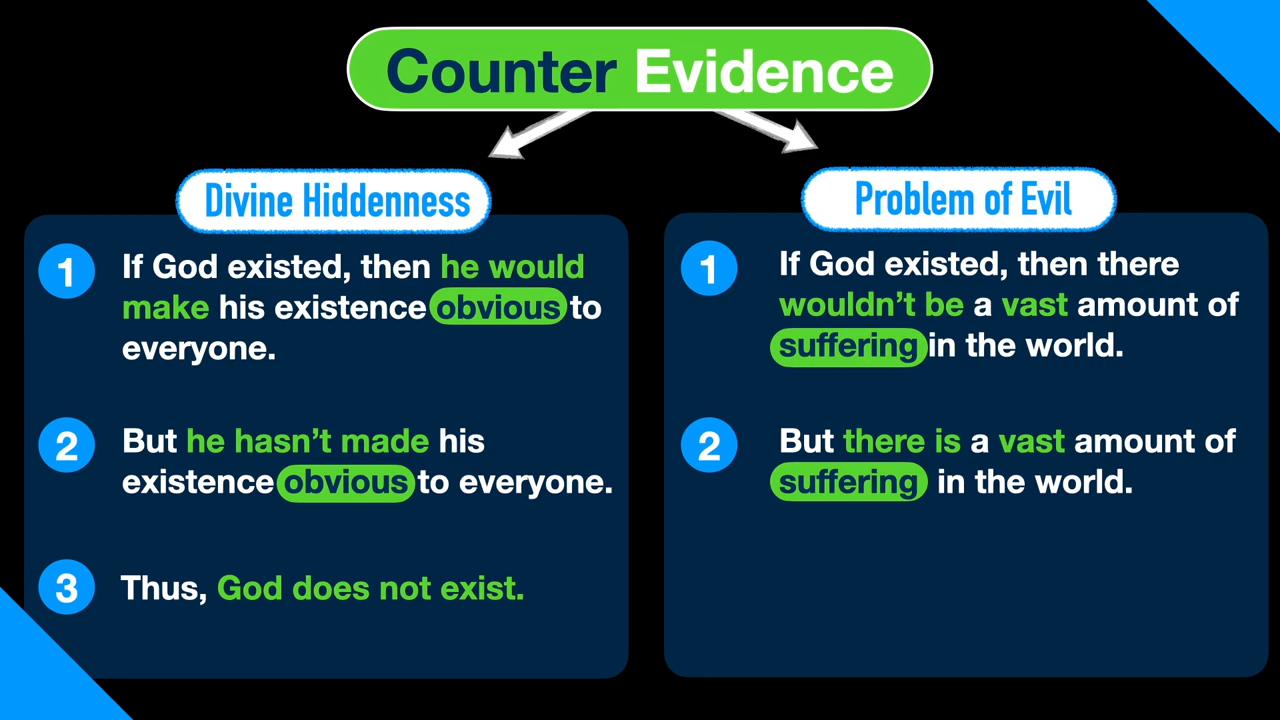 Counter Evidence
Divine Hiddenness
1
If God existed, then he would
make his existence obvious to
everyone.
2
But he hasn’t made his
existence obvious to everyone.
3
Thus, God does not exist.
Problem of Evil
1
If God existed, then there
wouldn’t be a vast amount of
suffering in the world.
2
But there is a vast amount of
suffering in the world.